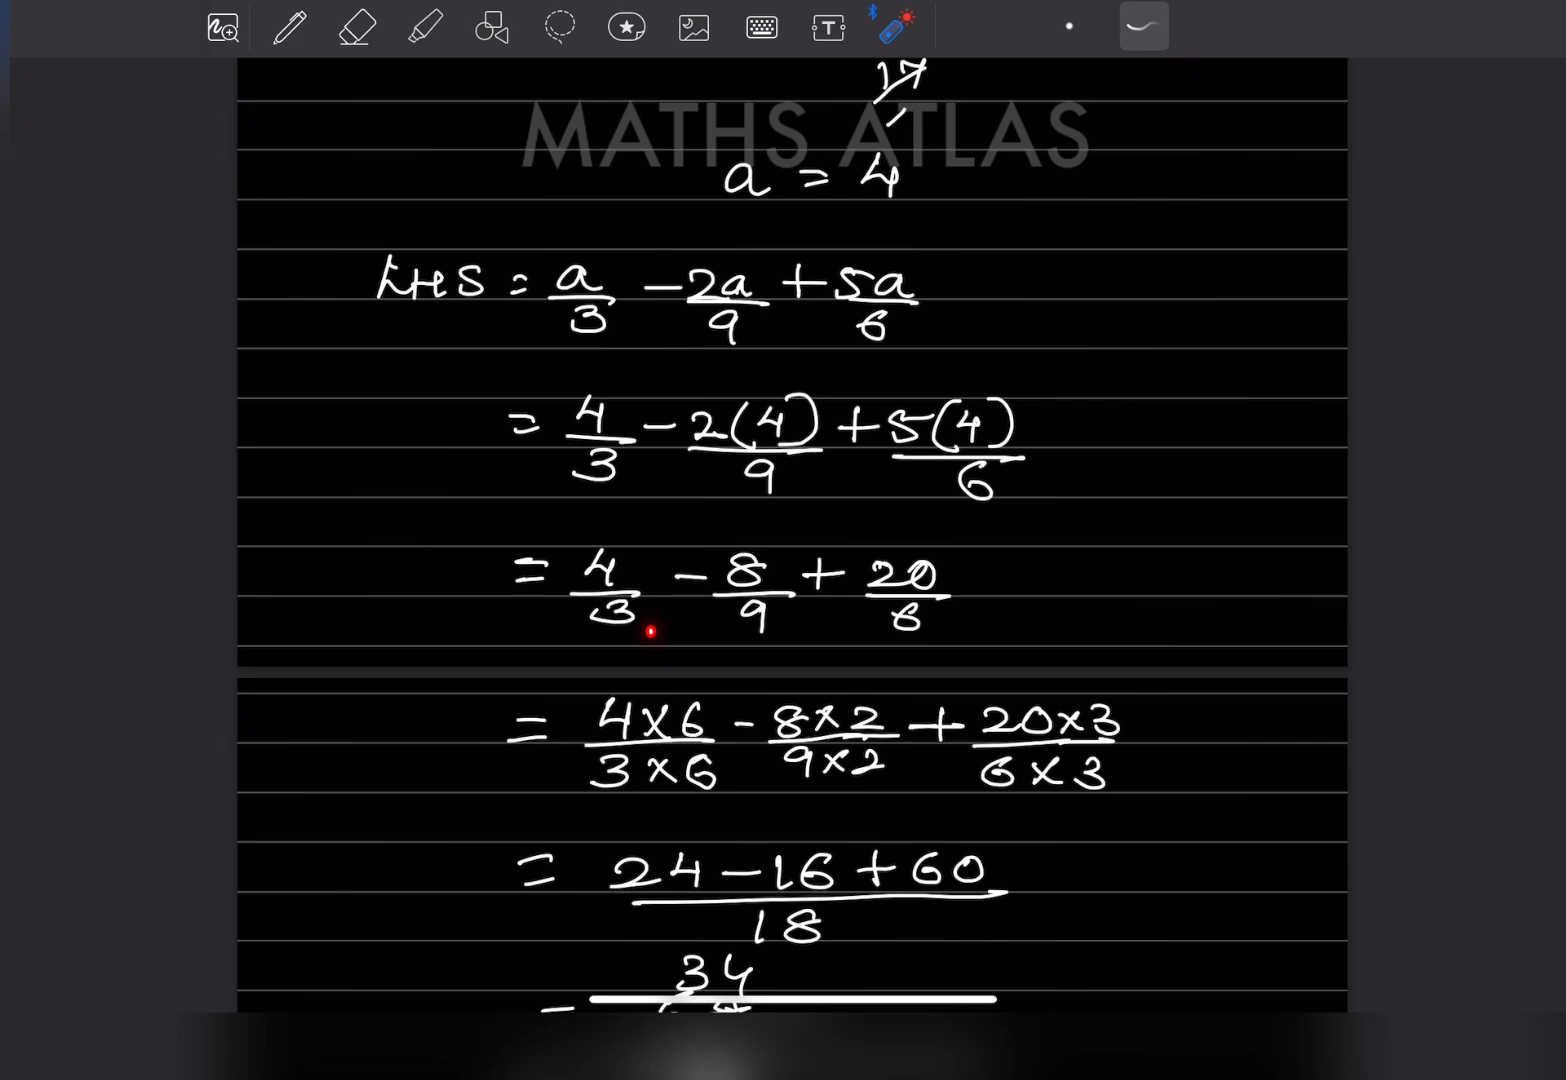 17
MATHS ATLAS
a = 4
LHS = a/3 - 2a/9 + 5a/6
= 4/3 - 2(4)/9 + 5(4)/6
= 4/3 - 8/9 + 20/6
= 4×6/3×6 - 8×2/9×2 + 20×3/6×3
= 24 - 16 + 60/18
34
=